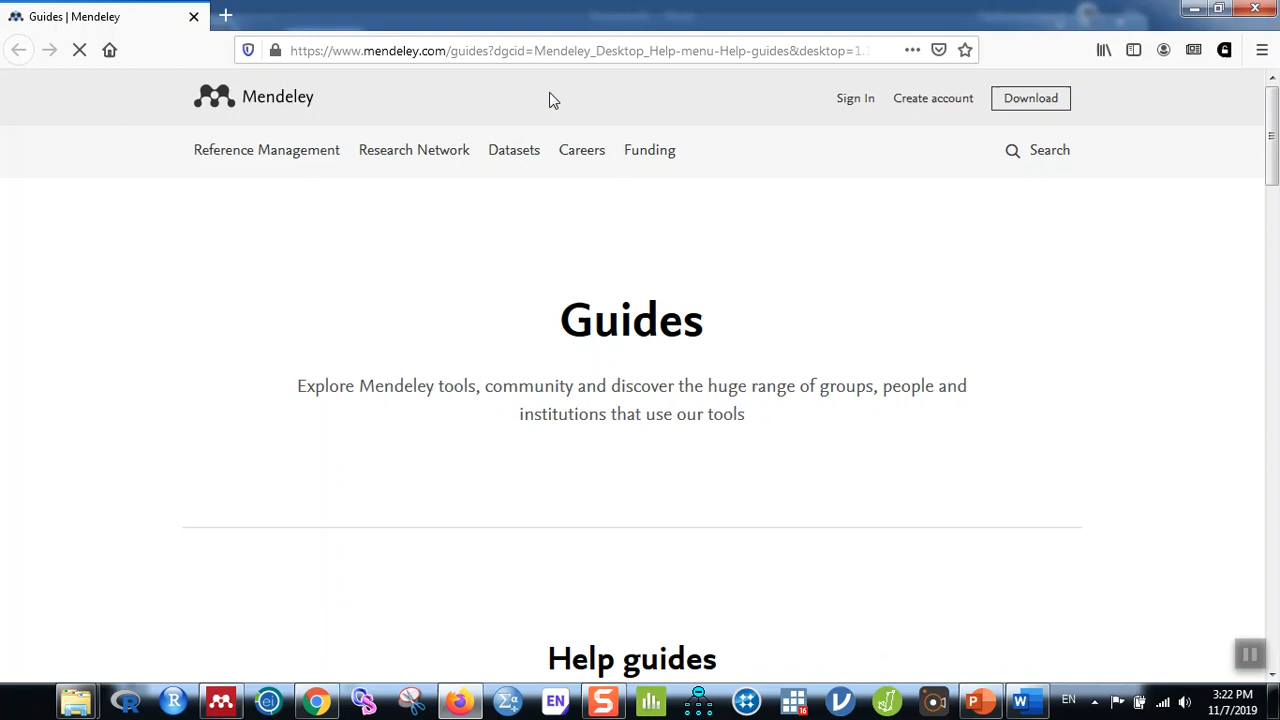 Guides | Mendeley
https://www.mendeley.com/guides?dgcid=Mendeley_Desktop_Help-menu-Help-guides&desktop=1.
Mendeley
Sign In
Create account
Download
Reference Management
Research Network
Datasets
Careers
Funding
Search
Guides
Explore Mendeley tools, community and discover the huge range of groups, people and
institutions that use our tools
Help guides
EN
3:22 PM
11/7/2019